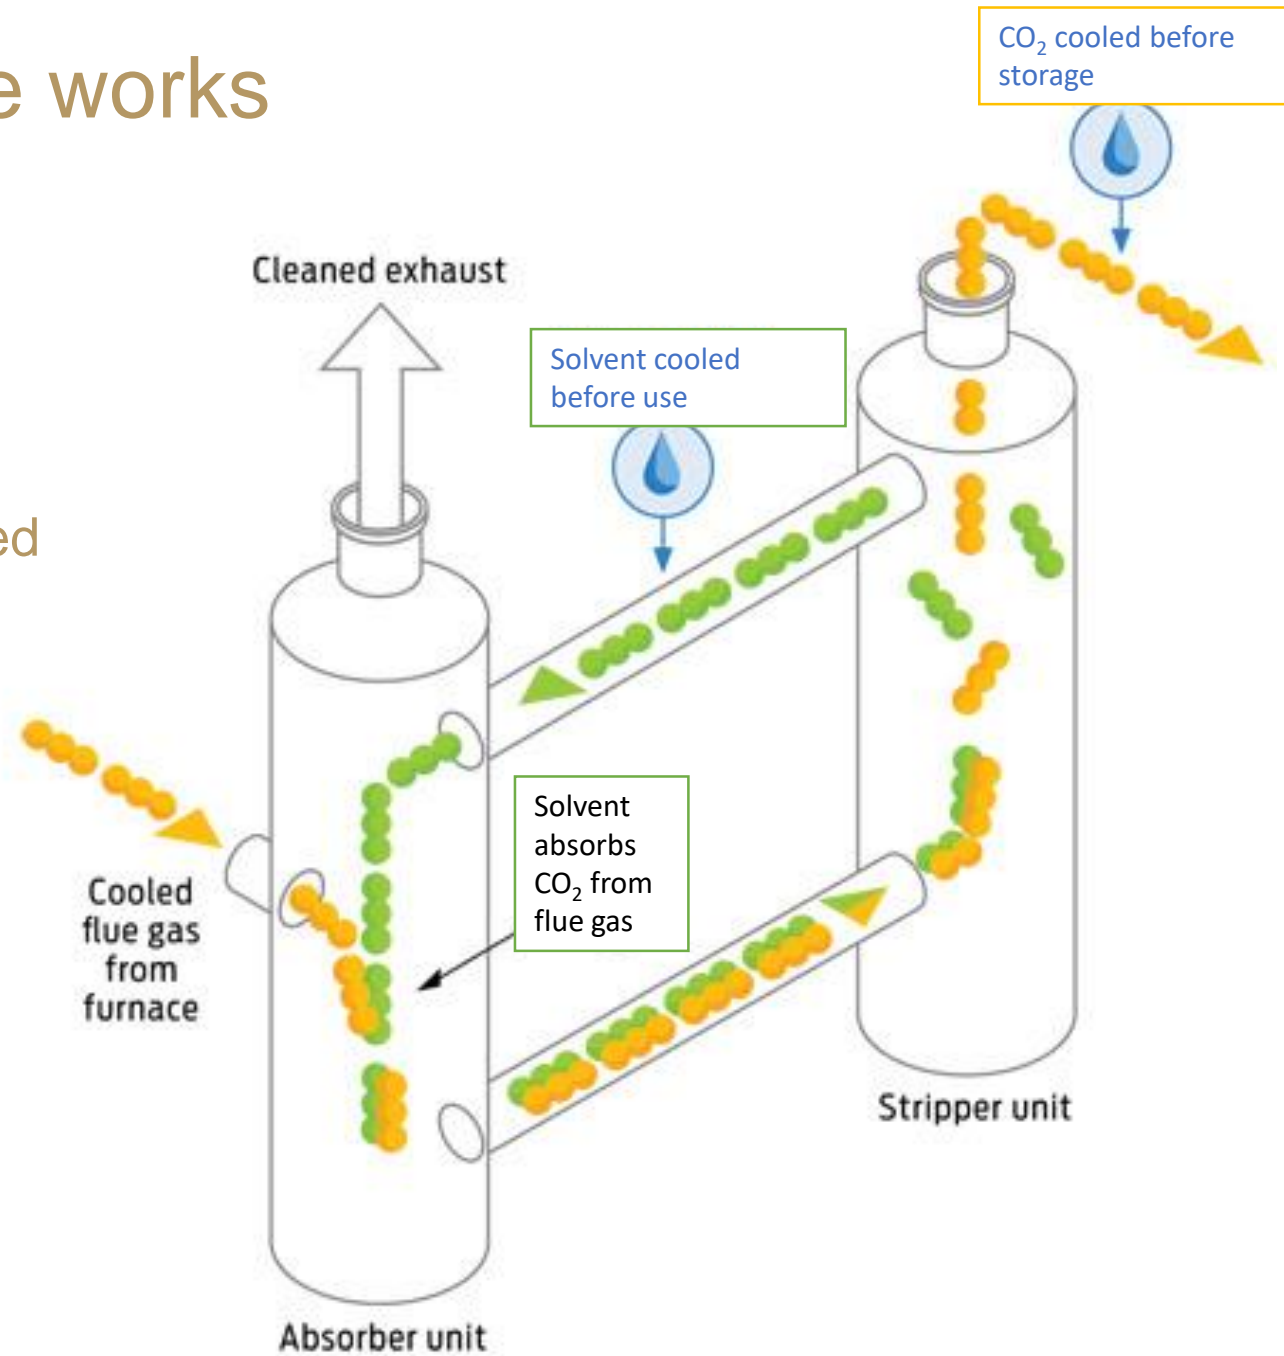 e works
CO₂ cooled before
storage
Cleaned exhaust
Solvent cooled
before use
ed
Solvent
absorbs
CO₂ from
flue gas
Cooled
flue gas
from
furnace
Stripper unit
Absorber unit